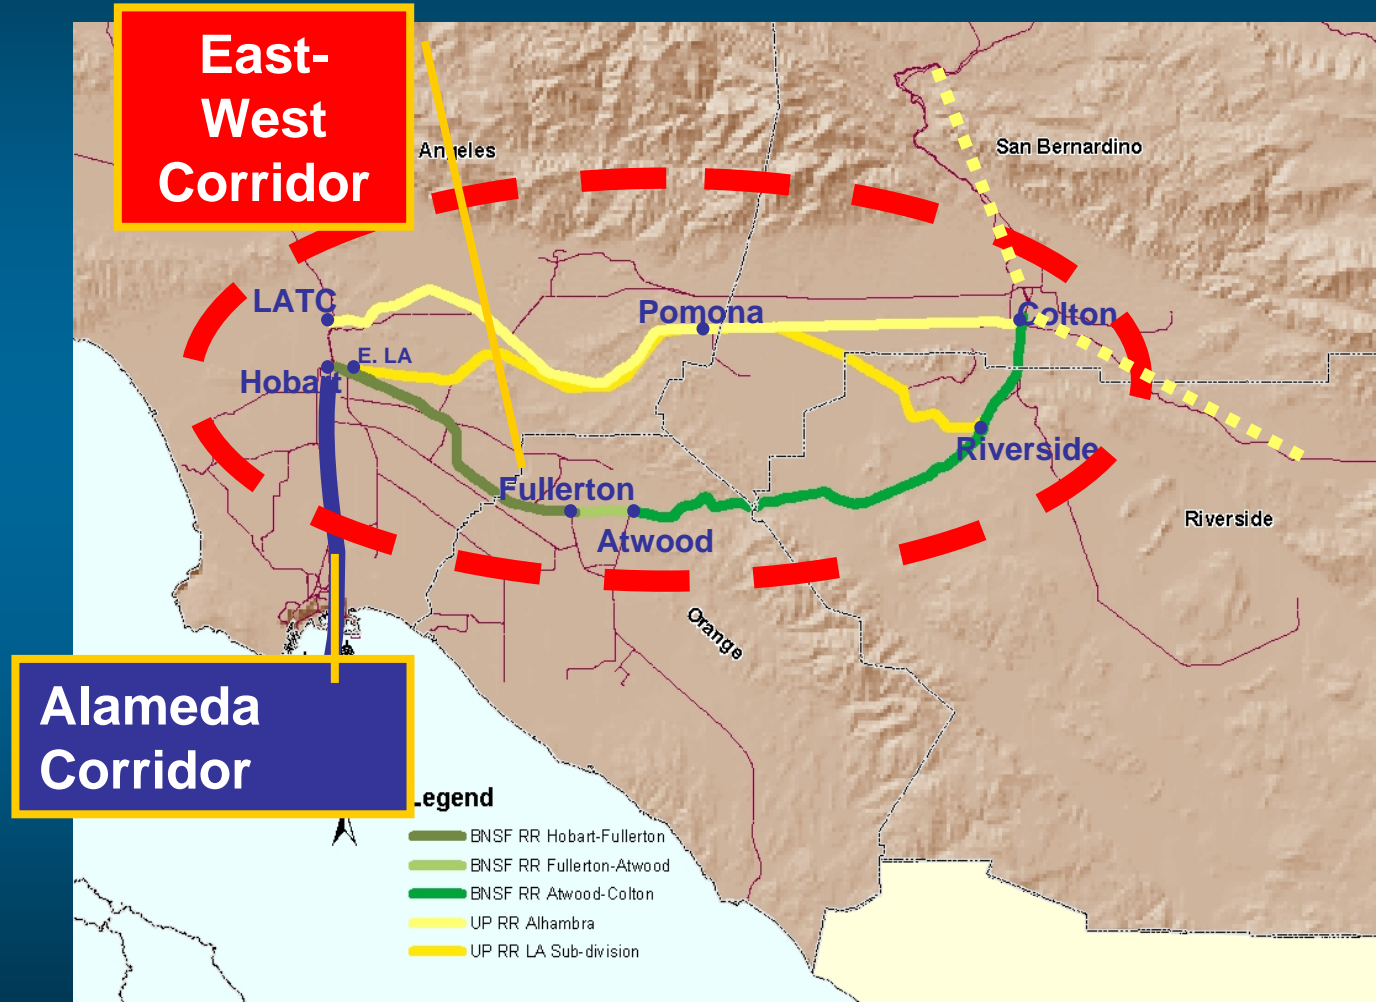 East-
West
Corridor
Angeles
San Bernardino
LATC
Pomona
Colton
E. LA
Hobart
Riverside
Fullerton
Atwood
Riverside
Orange
Alameda
Corridor
Legend
BNSF RR Hobart-Fullerton
BNSF RR Fullerton-Atwood
BNSF RR Atwood-Colton
UP RR Alhambra
UP RR LA Sub-division